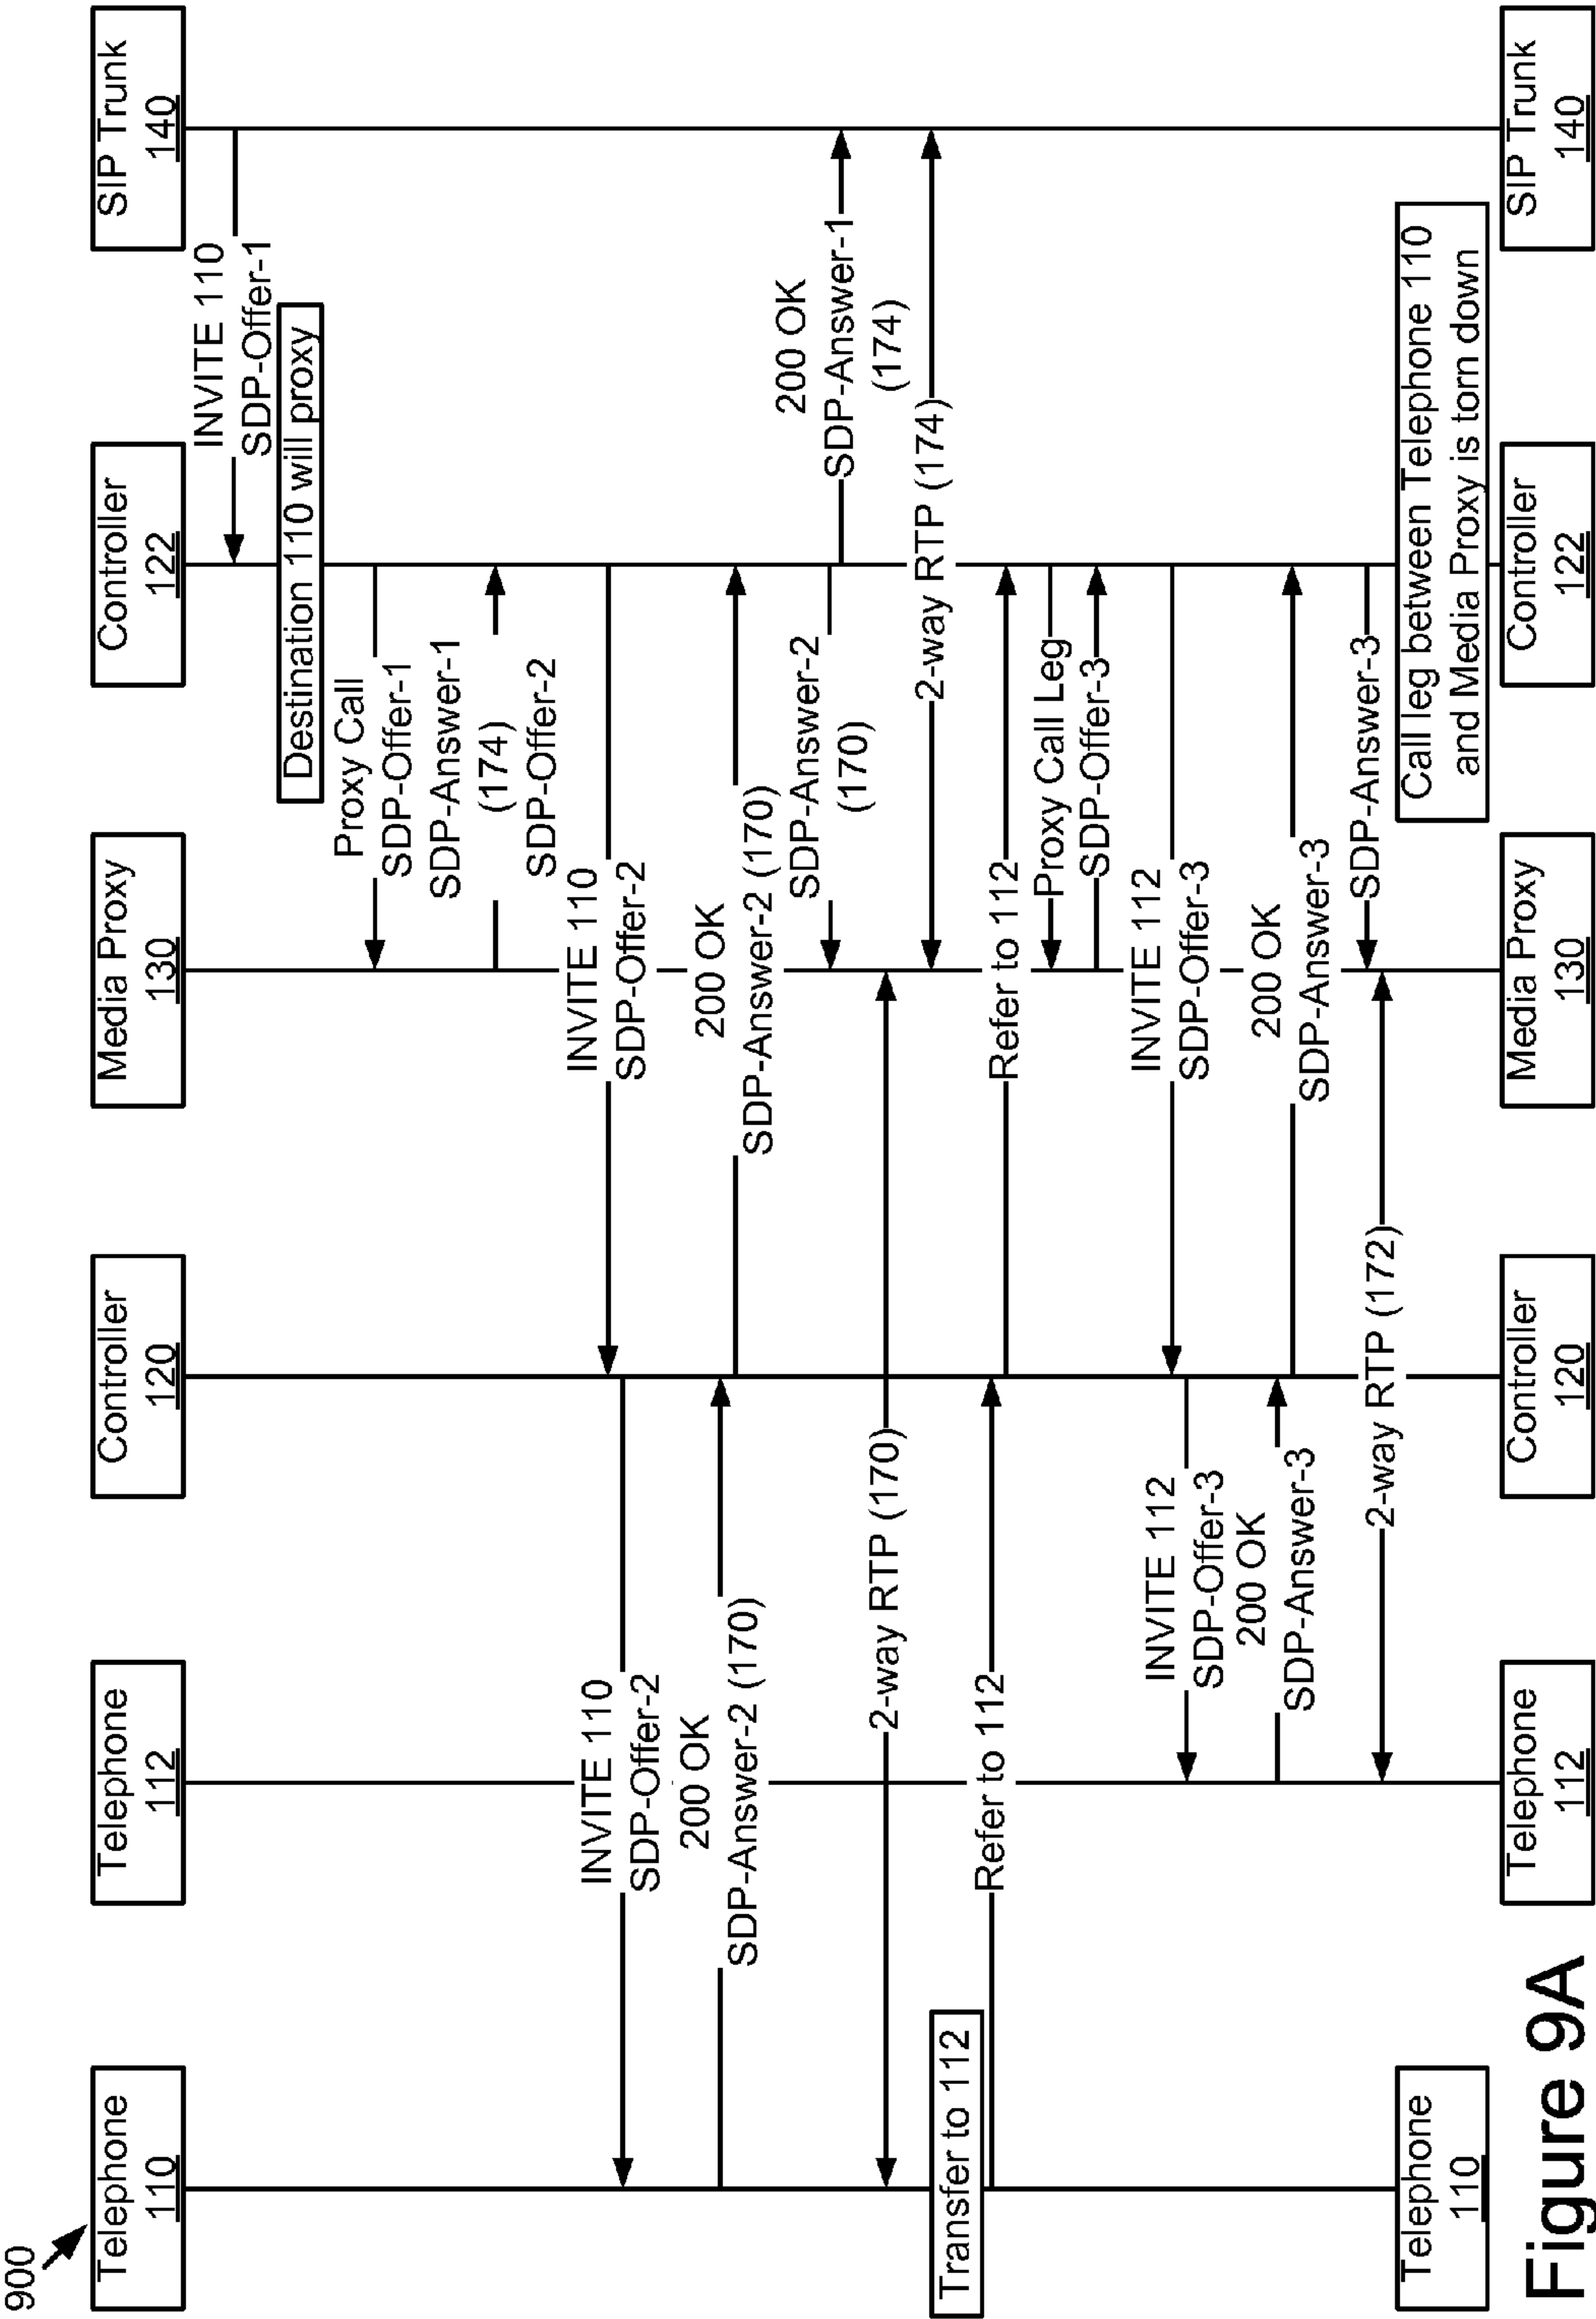 900
Telephone
110
Telephone
112
Controller
120
Media Proxy
130
Controller
122
SIP Trunk
140
INVITE 110
SDP-Offer-1
Destination 110 will proxy
Proxy Call
SDP-Offer-1
SDP-Answer-1
(174)
SDP-Offer-2
INVITE 110
SDP-Offer-2
INVITE 110
SDP-Offer-2
200 OK
SDP-Answer-2 (170)
200 OK
SDP-Answer-2 (170)
SDP-Answer-2
(170)
200 OK
SDP-Answer-1
(174)
2-way RTP (170)
2-way RTP (174)
Transfer to 112
Refer to 112
Refer to 112
Proxy Call Leg
SDP-Offer-3
INVITE 112
SDP-Offer-3
INVITE 112
SDP-Offer-3
200 OK
SDP-Answer-3
200 OK
SDP-Answer-3
SDP-Answer-3
2-way RTP (172)
Call leg between Telephone 110
and Media Proxy is torn down
Telephone
110
Telephone
112
Controller
120
Media Proxy
130
Controller
122
SIP Trunk
140
Figure 9A